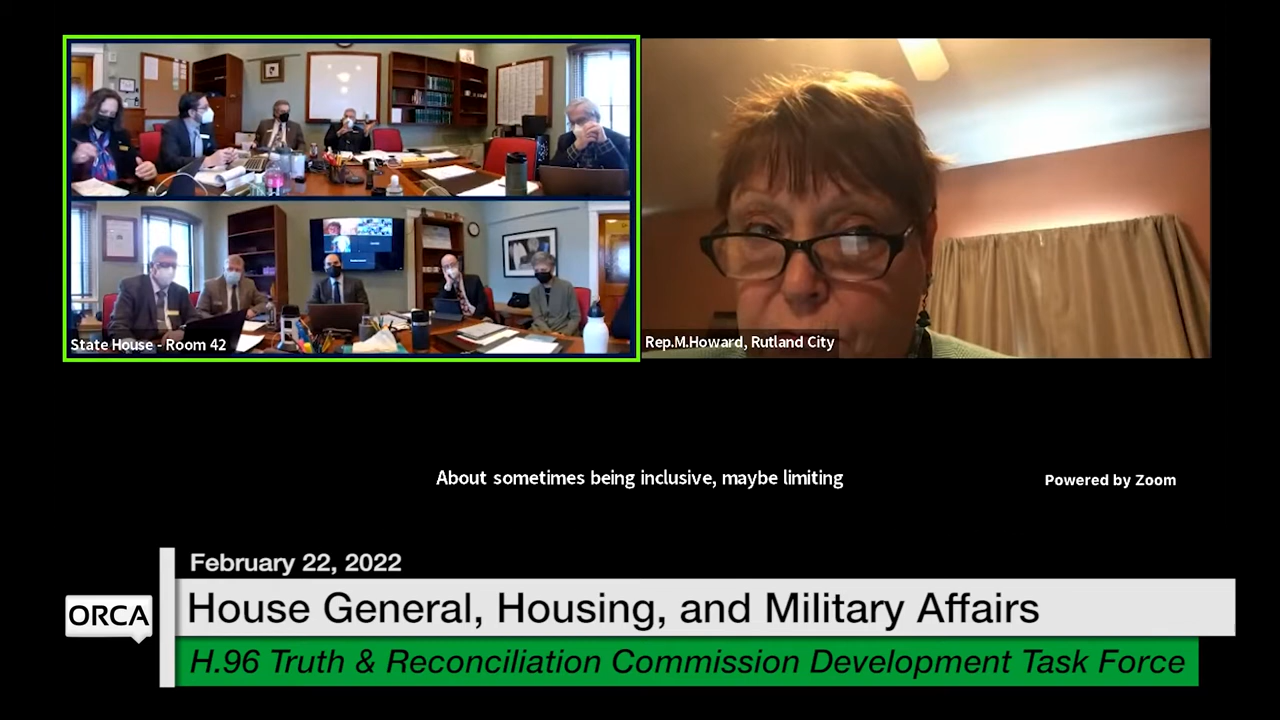 State House - Room 42
Rep.M.Howard, Rutland City
About sometimes being inclusive, maybe limiting
Powered by Zoom
February 22, 2022
ORCA
House General, Housing, and Military Affairs
H.96 Truth & Reconciliation Commission Development Task Force